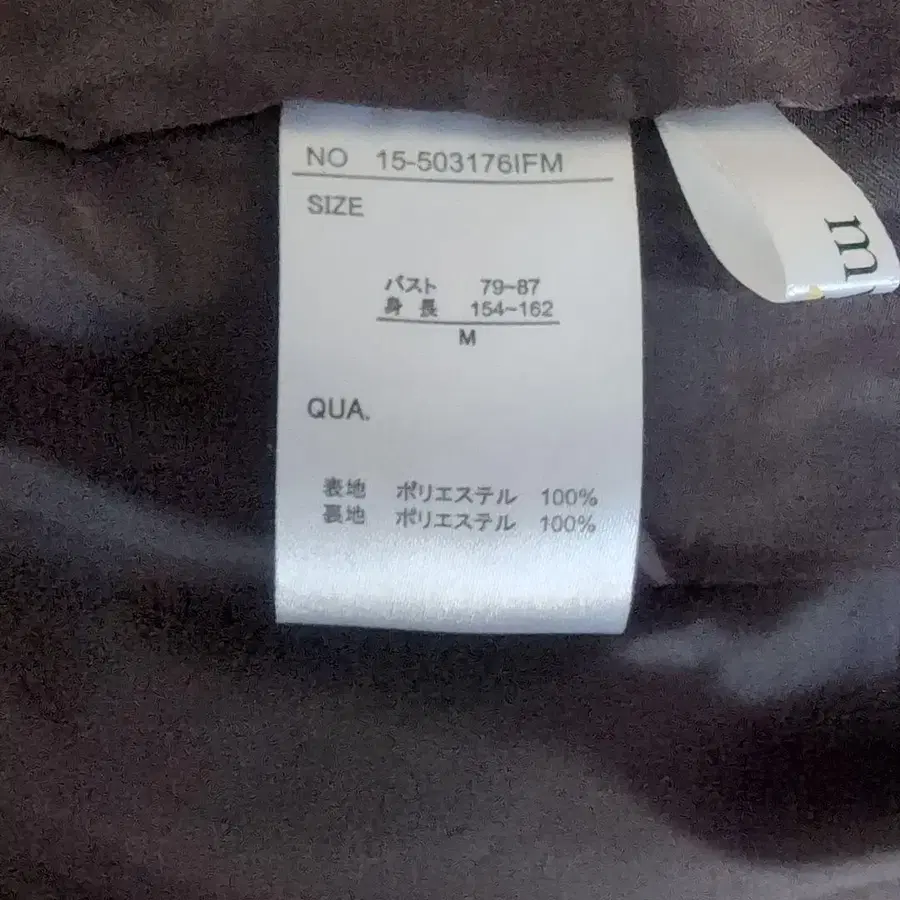 NO 15-503176IFM
SIZE
バスト 79~87
身長 154~162
M
QUA.
表地 ポリエステル 100%
裏地 ポリエステル 100%